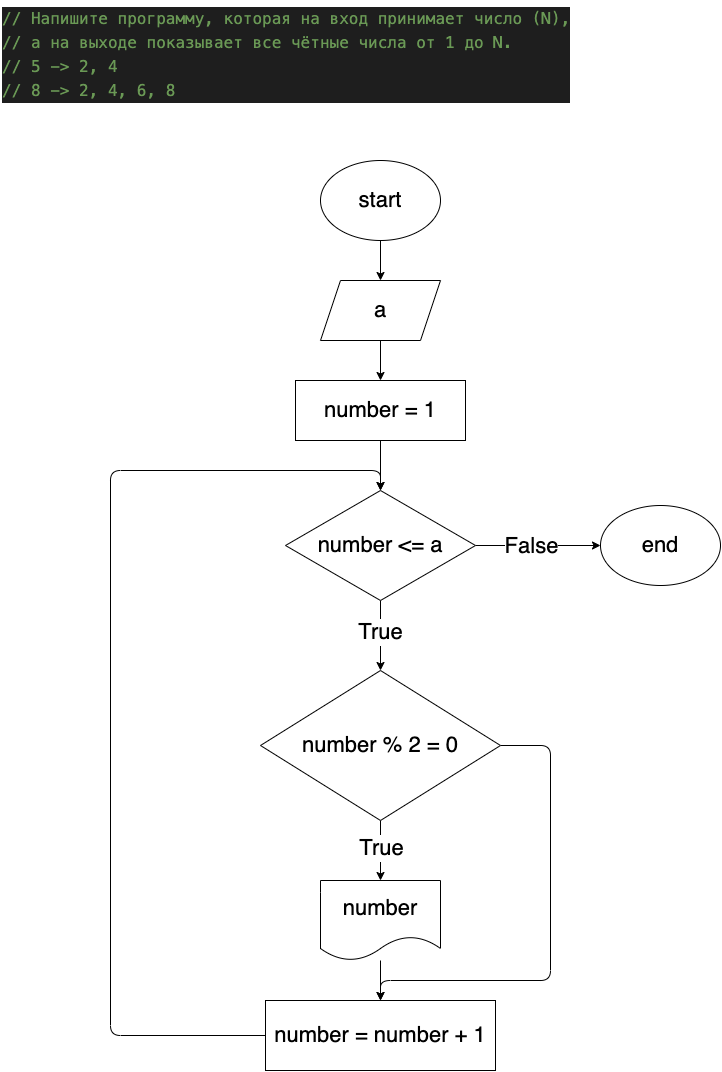 // Напишите программу, которая на вход принимает число (N),
// а на выходе показывает все чётные числа от 1 до N.
// 5 -> 2, 4
// 8 -> 2, 4, 6, 8
start
a
number = 1
number <= a
False
end
True
number % 2 = 0
True
number
number = number + 1